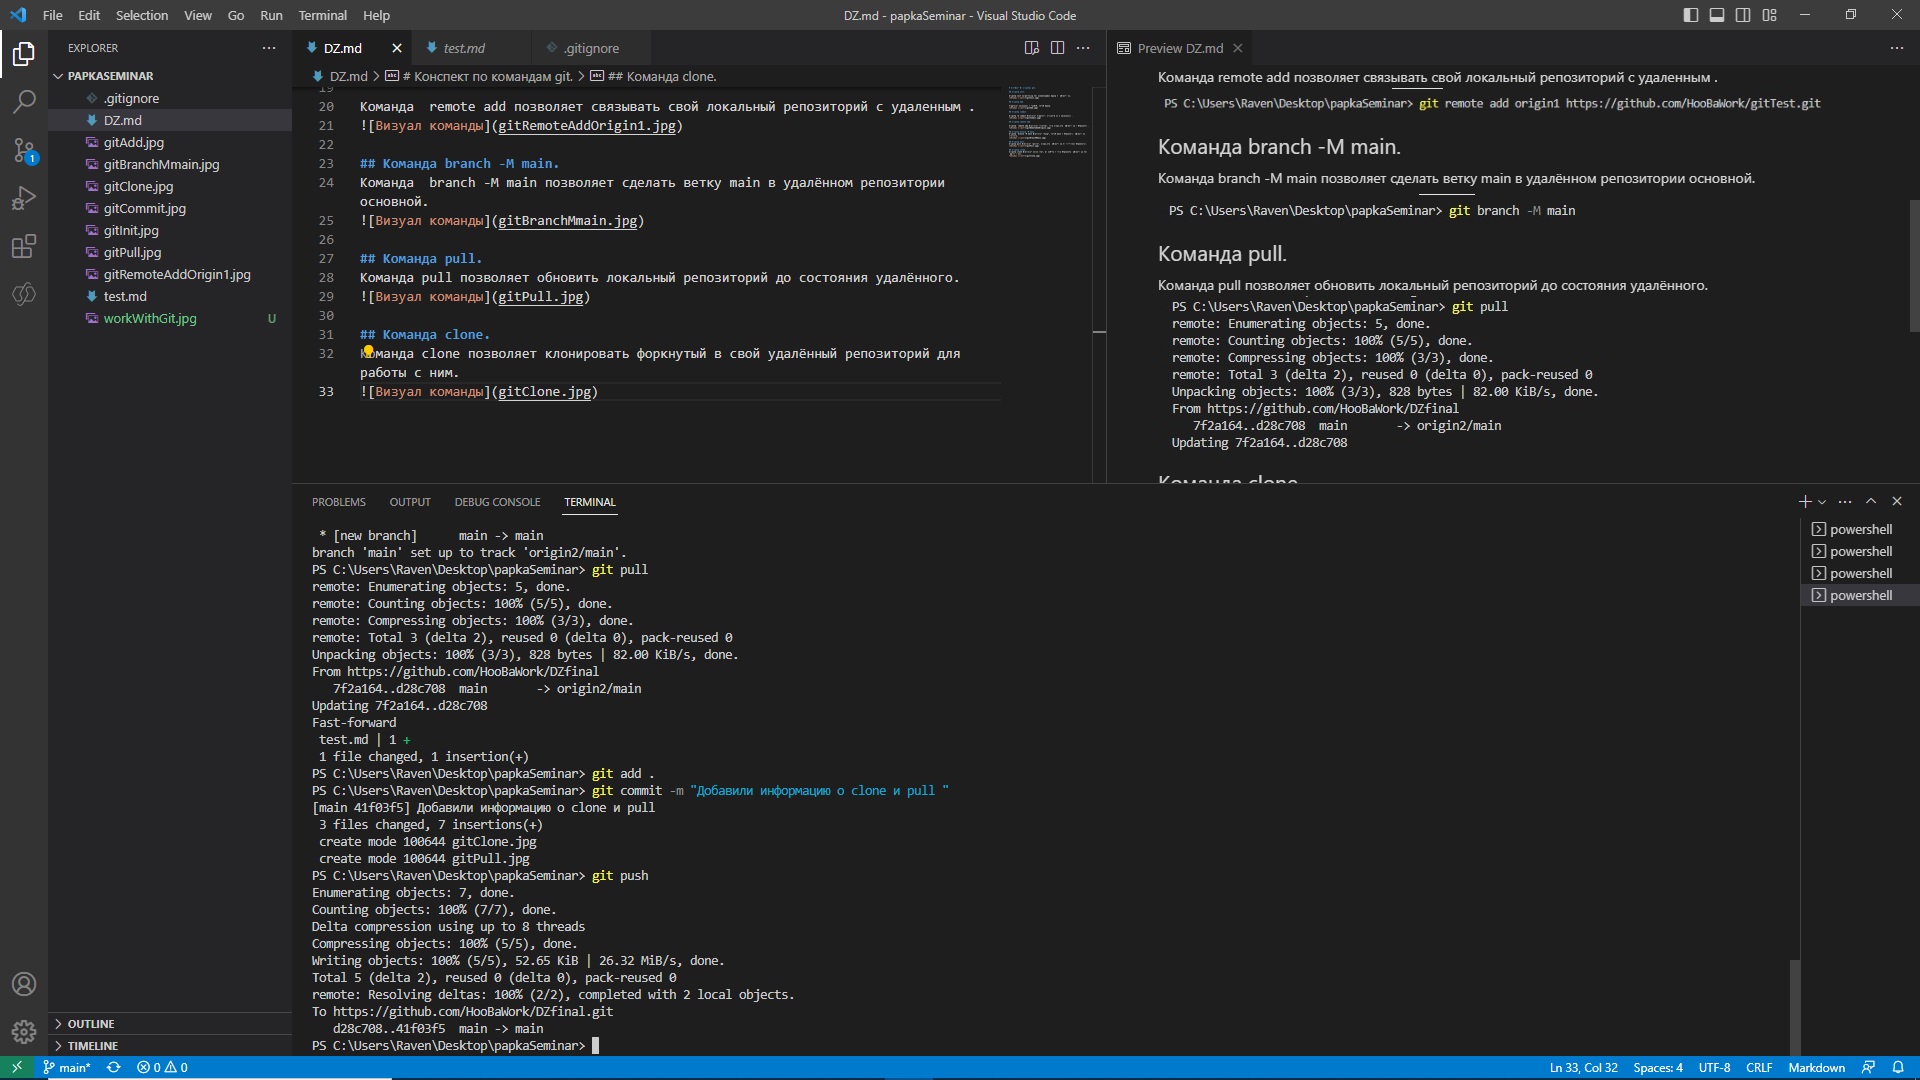 File Edit Selection View Go Run Terminal Help
DZ.md - papkaSeminar - Visual Studio Code
EXPLORER
PAPKASEMINAR
.gitignore
DZ.md
gitAdd.jpg
gitBranchMmain.jpg
gitClone.jpg
gitCommit.jpg
gitInit.jpg
gitPull.jpg
gitRemoteAddOrigin1.jpg
test.md
workWithGit.jpg U
OUTLINE
TIMELINE
1
DZ.md test.md .gitignore
DZ.md > # Конспект по командам git. > ## Команда clone.
19
20 Команда  remote add позволяет связывать свой локальный репозиторий с удаленным .
21 ![Визуал команды](gitRemoteAddOrigin1.jpg)
22
23 ## Команда branch -M main.
24 Команда  branch -M main позволяет сделать ветку main в удалённом репозитории
основной.
25 ![Визуал команды](gitBranchMmain.jpg)
26
27 ## Команда pull.
28 Команда pull позволяет обновить локальный репозиторий до состояния удалённого.
29 ![Визуал команды](gitPull.jpg)
30
31 ## Команда clone.
32 Команда clone позволяет клонировать форкнутый в свой удалённый репозиторий для
работы с ним.
33 ![Визуал команды](gitClone.jpg)
Preview DZ.md
Команда remote add позволяет связывать свой локальный репозиторий с удаленным .
PS C:\Users\Raven\Desktop\papkaSeminar> git remote add origin1 https://github.com/HooBaWork/gitTest.git
Команда branch -M main.
Команда branch -M main позволяет сделать ветку main в удалённом репозитории основной.
PS C:\Users\Raven\Desktop\papkaSeminar> git branch -M main
Команда pull.
Команда pull позволяет обновить локальный репозиторий до состояния удалённого.
PS C:\Users\Raven\Desktop\papkaSeminar> git pull
remote: Enumerating objects: 5, done.
remote: Counting objects: 100% (5/5), done.
remote: Compressing objects: 100% (3/3), done.
remote: Total 3 (delta 2), reused 0 (delta 0), pack-reused 0
Unpacking objects: 100% (3/3), 828 bytes | 82.00 KiB/s, done.
From https://github.com/HooBaWork/DZfinal
   7f2a164..d28c708  main       -> origin2/main
Updating 7f2a164..d28c708
Команда clone
PROBLEMS OUTPUT DEBUG CONSOLE TERMINAL
 * [new branch]      main -> main
branch 'main' set up to track 'origin2/main'.
PS C:\Users\Raven\Desktop\papkaSeminar> git pull
remote: Enumerating objects: 5, done.
remote: Counting objects: 100% (5/5), done.
remote: Compressing objects: 100% (3/3), done.
remote: Total 3 (delta 2), reused 0 (delta 0), pack-reused 0
Unpacking objects: 100% (3/3), 828 bytes | 82.00 KiB/s, done.
From https://github.com/HooBaWork/DZfinal
   7f2a164..d28c708  main       -> origin2/main
Updating 7f2a164..d28c708
Fast-forward
 test.md | 1 +
 1 file changed, 1 insertion(+)
PS C:\Users\Raven\Desktop\papkaSeminar> git add .
PS C:\Users\Raven\Desktop\papkaSeminar> git commit -m "Добавили информацию о clone и pull "
[main 41f03f5] Добавили информацию о clone и pull
 3 files changed, 7 insertions(+)
 create mode 100644 gitClone.jpg
 create mode 100644 gitPull.jpg
PS C:\Users\Raven\Desktop\papkaSeminar> git push
Enumerating objects: 7, done.
Counting objects: 100% (7/7), done.
Delta compression using up to 8 threads
Compressing objects: 100% (5/5), done.
Writing objects: 100% (5/5), 52.65 KiB | 26.32 MiB/s, done.
Total 5 (delta 2), reused 0 (delta 0), pack-reused 0
remote: Resolving deltas: 100% (2/2), completed with 2 local objects.
To https://github.com/HooBaWork/DZfinal.git
   d28c708..41f03f5  main -> main
PS C:\Users\Raven\Desktop\papkaSeminar>
powershell
powershell
powershell
powershell
main* 0 0 Ln 33, Col 32 Spaces: 4 UTF-8 CRLF Markdown